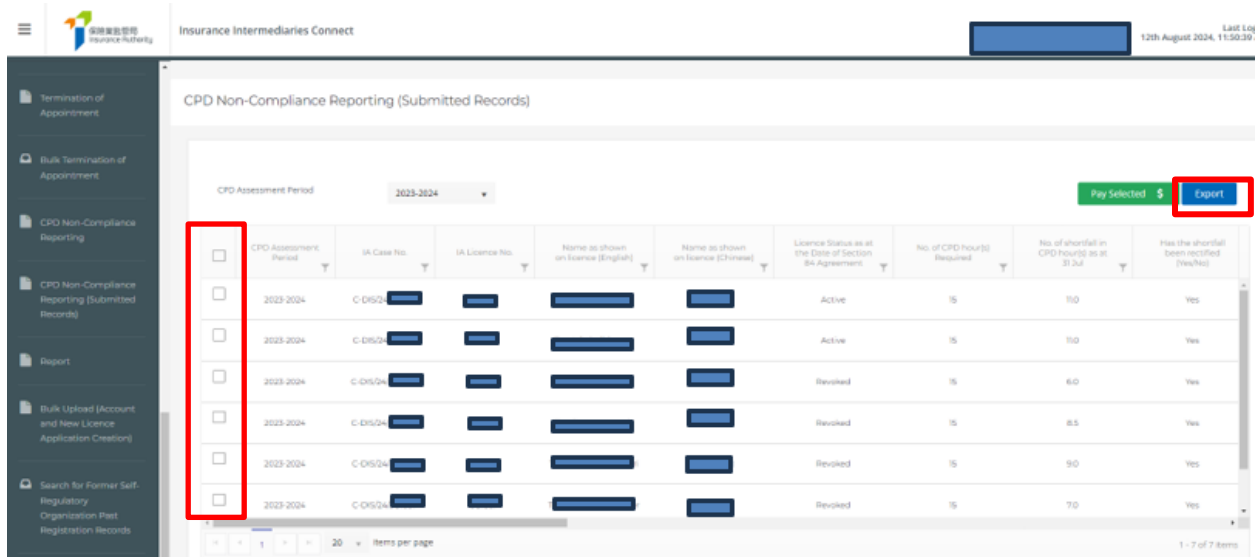 保險業監管局
Insurance Authority
Insurance Intermediaries Connect
Last Log
12th August 2024, 11:50:39
Termination of
Appointment
Bulk Termination of
Appointment
CPD Non-Compliance
Reporting
CPD Non-Compliance
Reporting (Submitted
Records)
Report
Bulk Upload (Account
and New Licence
Application Creation)
Search for Former Self-
Regulatory
Organization Past
Registration Records
CPD Non-Compliance Reporting (Submitted Records)
CPD Assessment Period
2023-2024
Pay Selected $
Export
CPD Assessment
Period
IA Case No.
IA Licence No.
Name as shown
on licence (English)
Name as shown
on licence (Chinese)
Licence Status as at
the Date of Section
84 Agreement
No. of CPD hour(s)
Required
No. of shortfall in
CPD hour(s) as at
31 Jul
Has the shortfall
been rectified
(Yes/No)
2023-2024 C-DIS/24 Active 15 11.0 Yes
2023-2024 C-DIS/24 Active 15 11.0 Yes
2023-2024 C-DIS/24 Revoked 15 6.0 Yes
2023-2024 C-DIS/24 Revoked 15 8.5 Yes
2023-2024 C-DIS/24 Revoked 15 9.0 Yes
2023-2024 C-DIS/24 Revoked 15 7.0 Yes
1 20 items per page
1 - 7 of 7 items